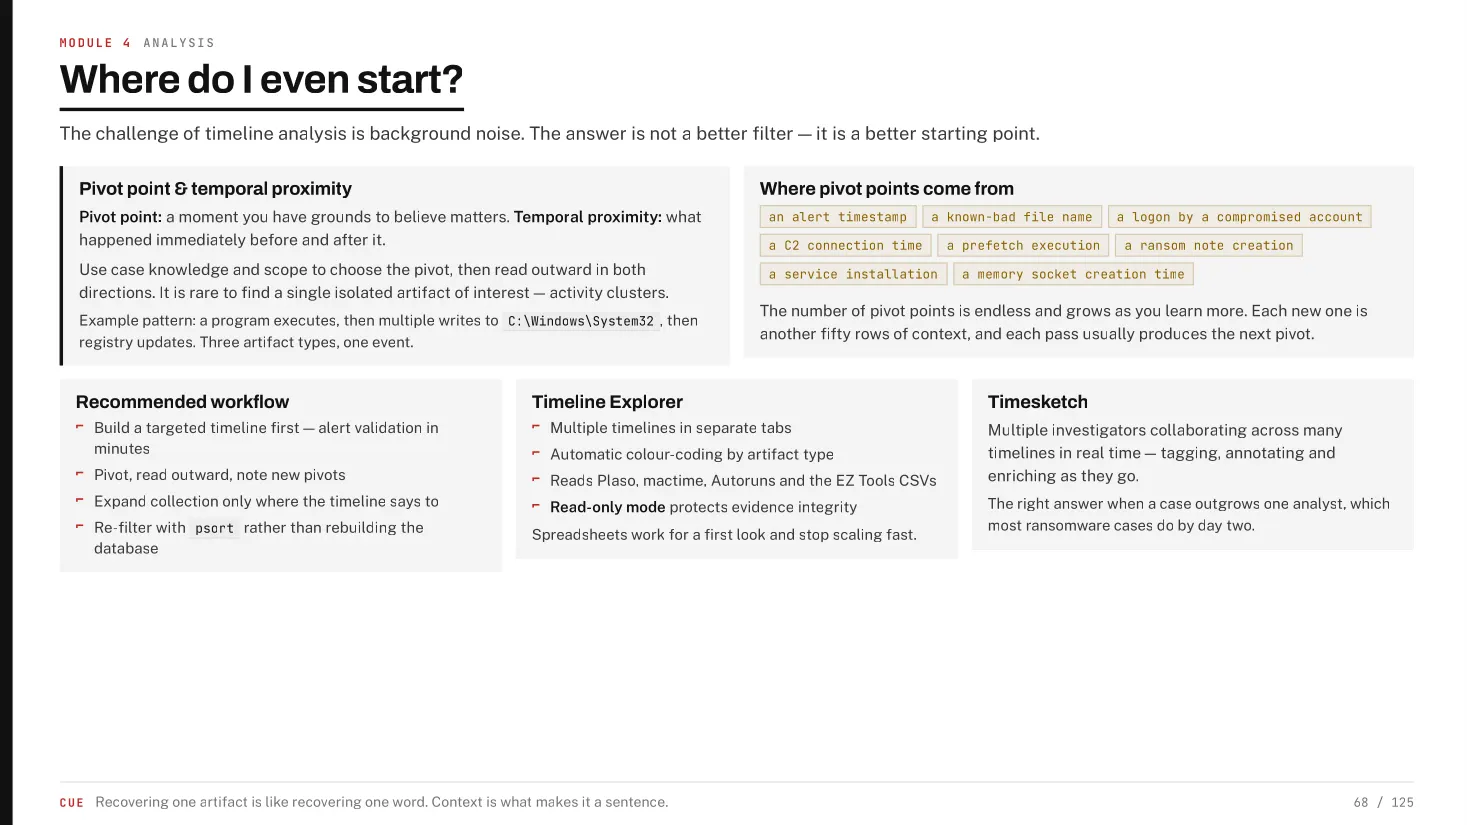 MODULE 4 ANALYSIS
Where do I even start?
The challenge of timeline analysis is background noise. The answer is not a better filter — it is a better starting point.
Pivot point & temporal proximity
Pivot point: a moment you have grounds to believe matters. Temporal proximity: what
happened immediately before and after it.
Use case knowledge and scope to choose the pivot, then read outward in both
directions. It is rare to find a single isolated artifact of interest — activity clusters.
Example pattern: a program executes, then multiple writes to C:\Windows\System32, then
registry updates. Three artifact types, one event.
Where pivot points come from
an alert timestamp a known-bad file name a logon by a compromised account
a C2 connection time a prefetch execution a ransom note creation
a service installation a memory socket creation time
The number of pivot points is endless and grows as you learn more. Each new one is
another fifty rows of context, and each pass usually produces the next pivot.
Recommended workflow
Build a targeted timeline first — alert validation in
minutes
Pivot, read outward, note new pivots
Expand collection only where the timeline says to
Re-filter with psort rather than rebuilding the
database
Timeline Explorer
Multiple timelines in separate tabs
Automatic colour-coding by artifact type
Reads Plaso, mactime, Autoruns and the EZ Tools CSVs
Read-only mode protects evidence integrity
Spreadsheets work for a first look and stop scaling fast.
Timesketch
Multiple investigators collaborating across many
timelines in real time — tagging, annotating and
enriching as they go.
The right answer when a case outgrows one analyst, which
most ransomware cases do by day two.
CUE Recovering one artifact is like recovering one word. Context is what makes it a sentence.
68 / 125